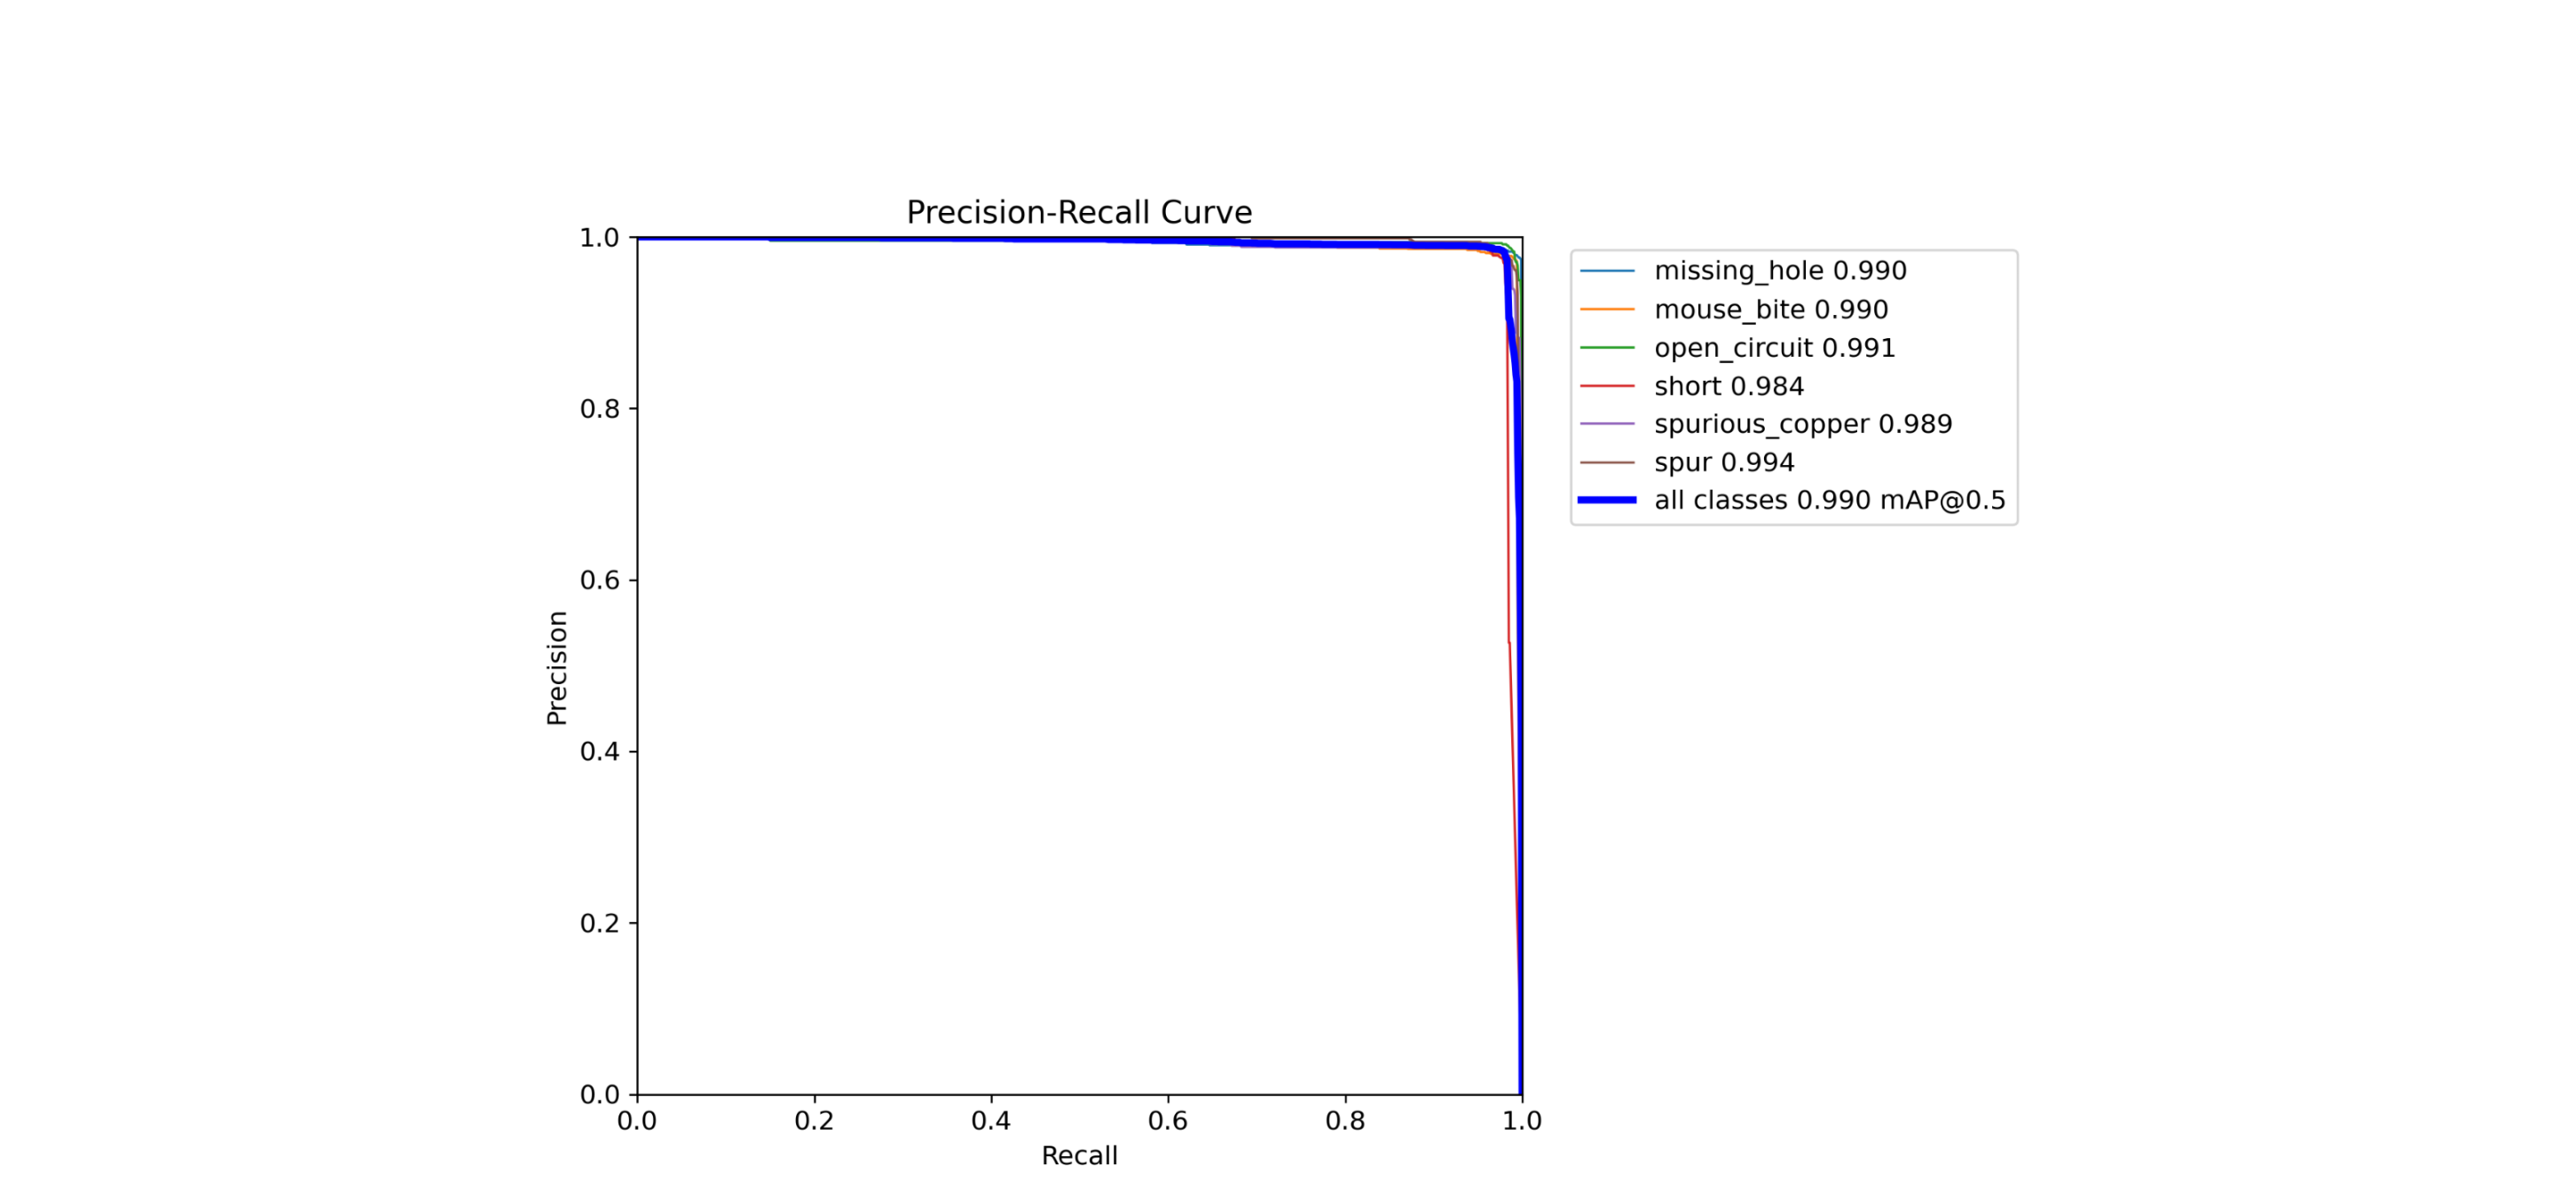 Precision-Recall Curve
1.0
0.8
0.6
0.4
0.2
0.0
Precision
0.0 0.2 0.4 0.6 0.8 1.0
Recall
missing_hole 0.990
mouse_bite 0.990
open_circuit 0.991
short 0.984
spurious_copper 0.989
spur 0.994
all classes 0.990 mAP@0.5